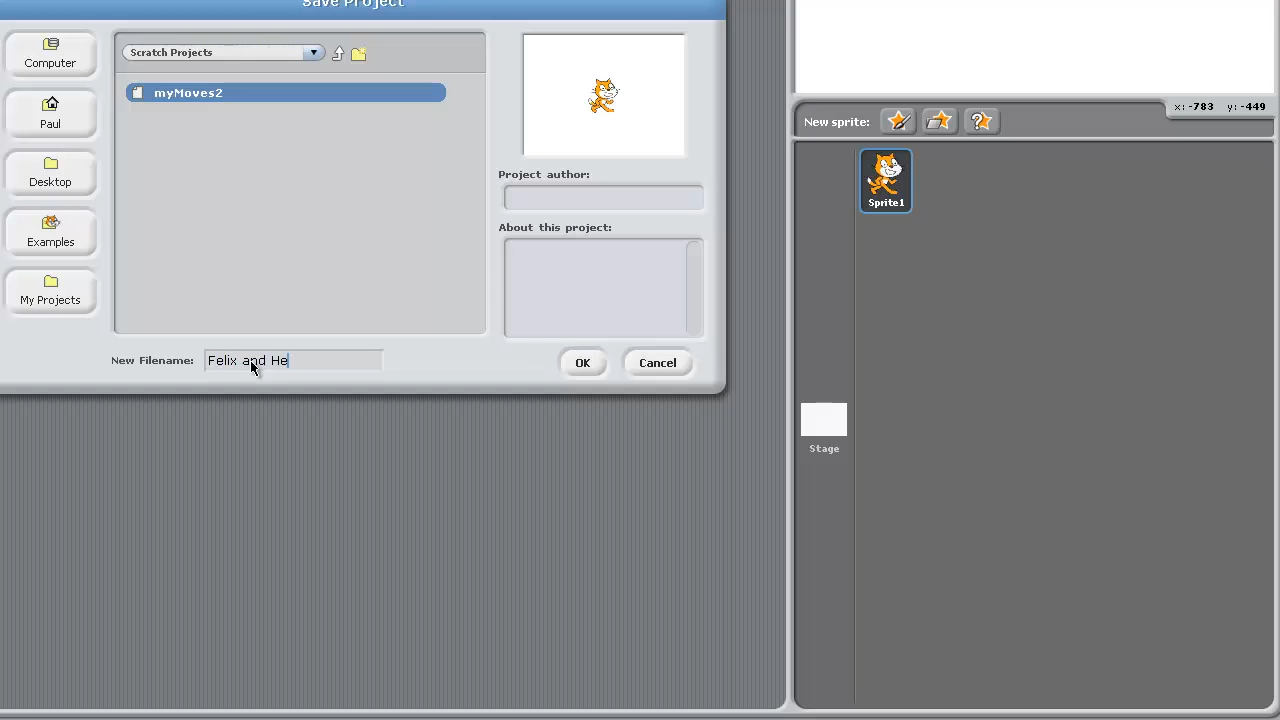 Save Project
Scratch Projects
Computer
Paul
Desktop
Examples
My Projects
myMoves2
Project author:
About this project:
New Filename: Felix and He
OK
Cancel
x: -783 y: -449
New sprite:
Sprite1
Stage